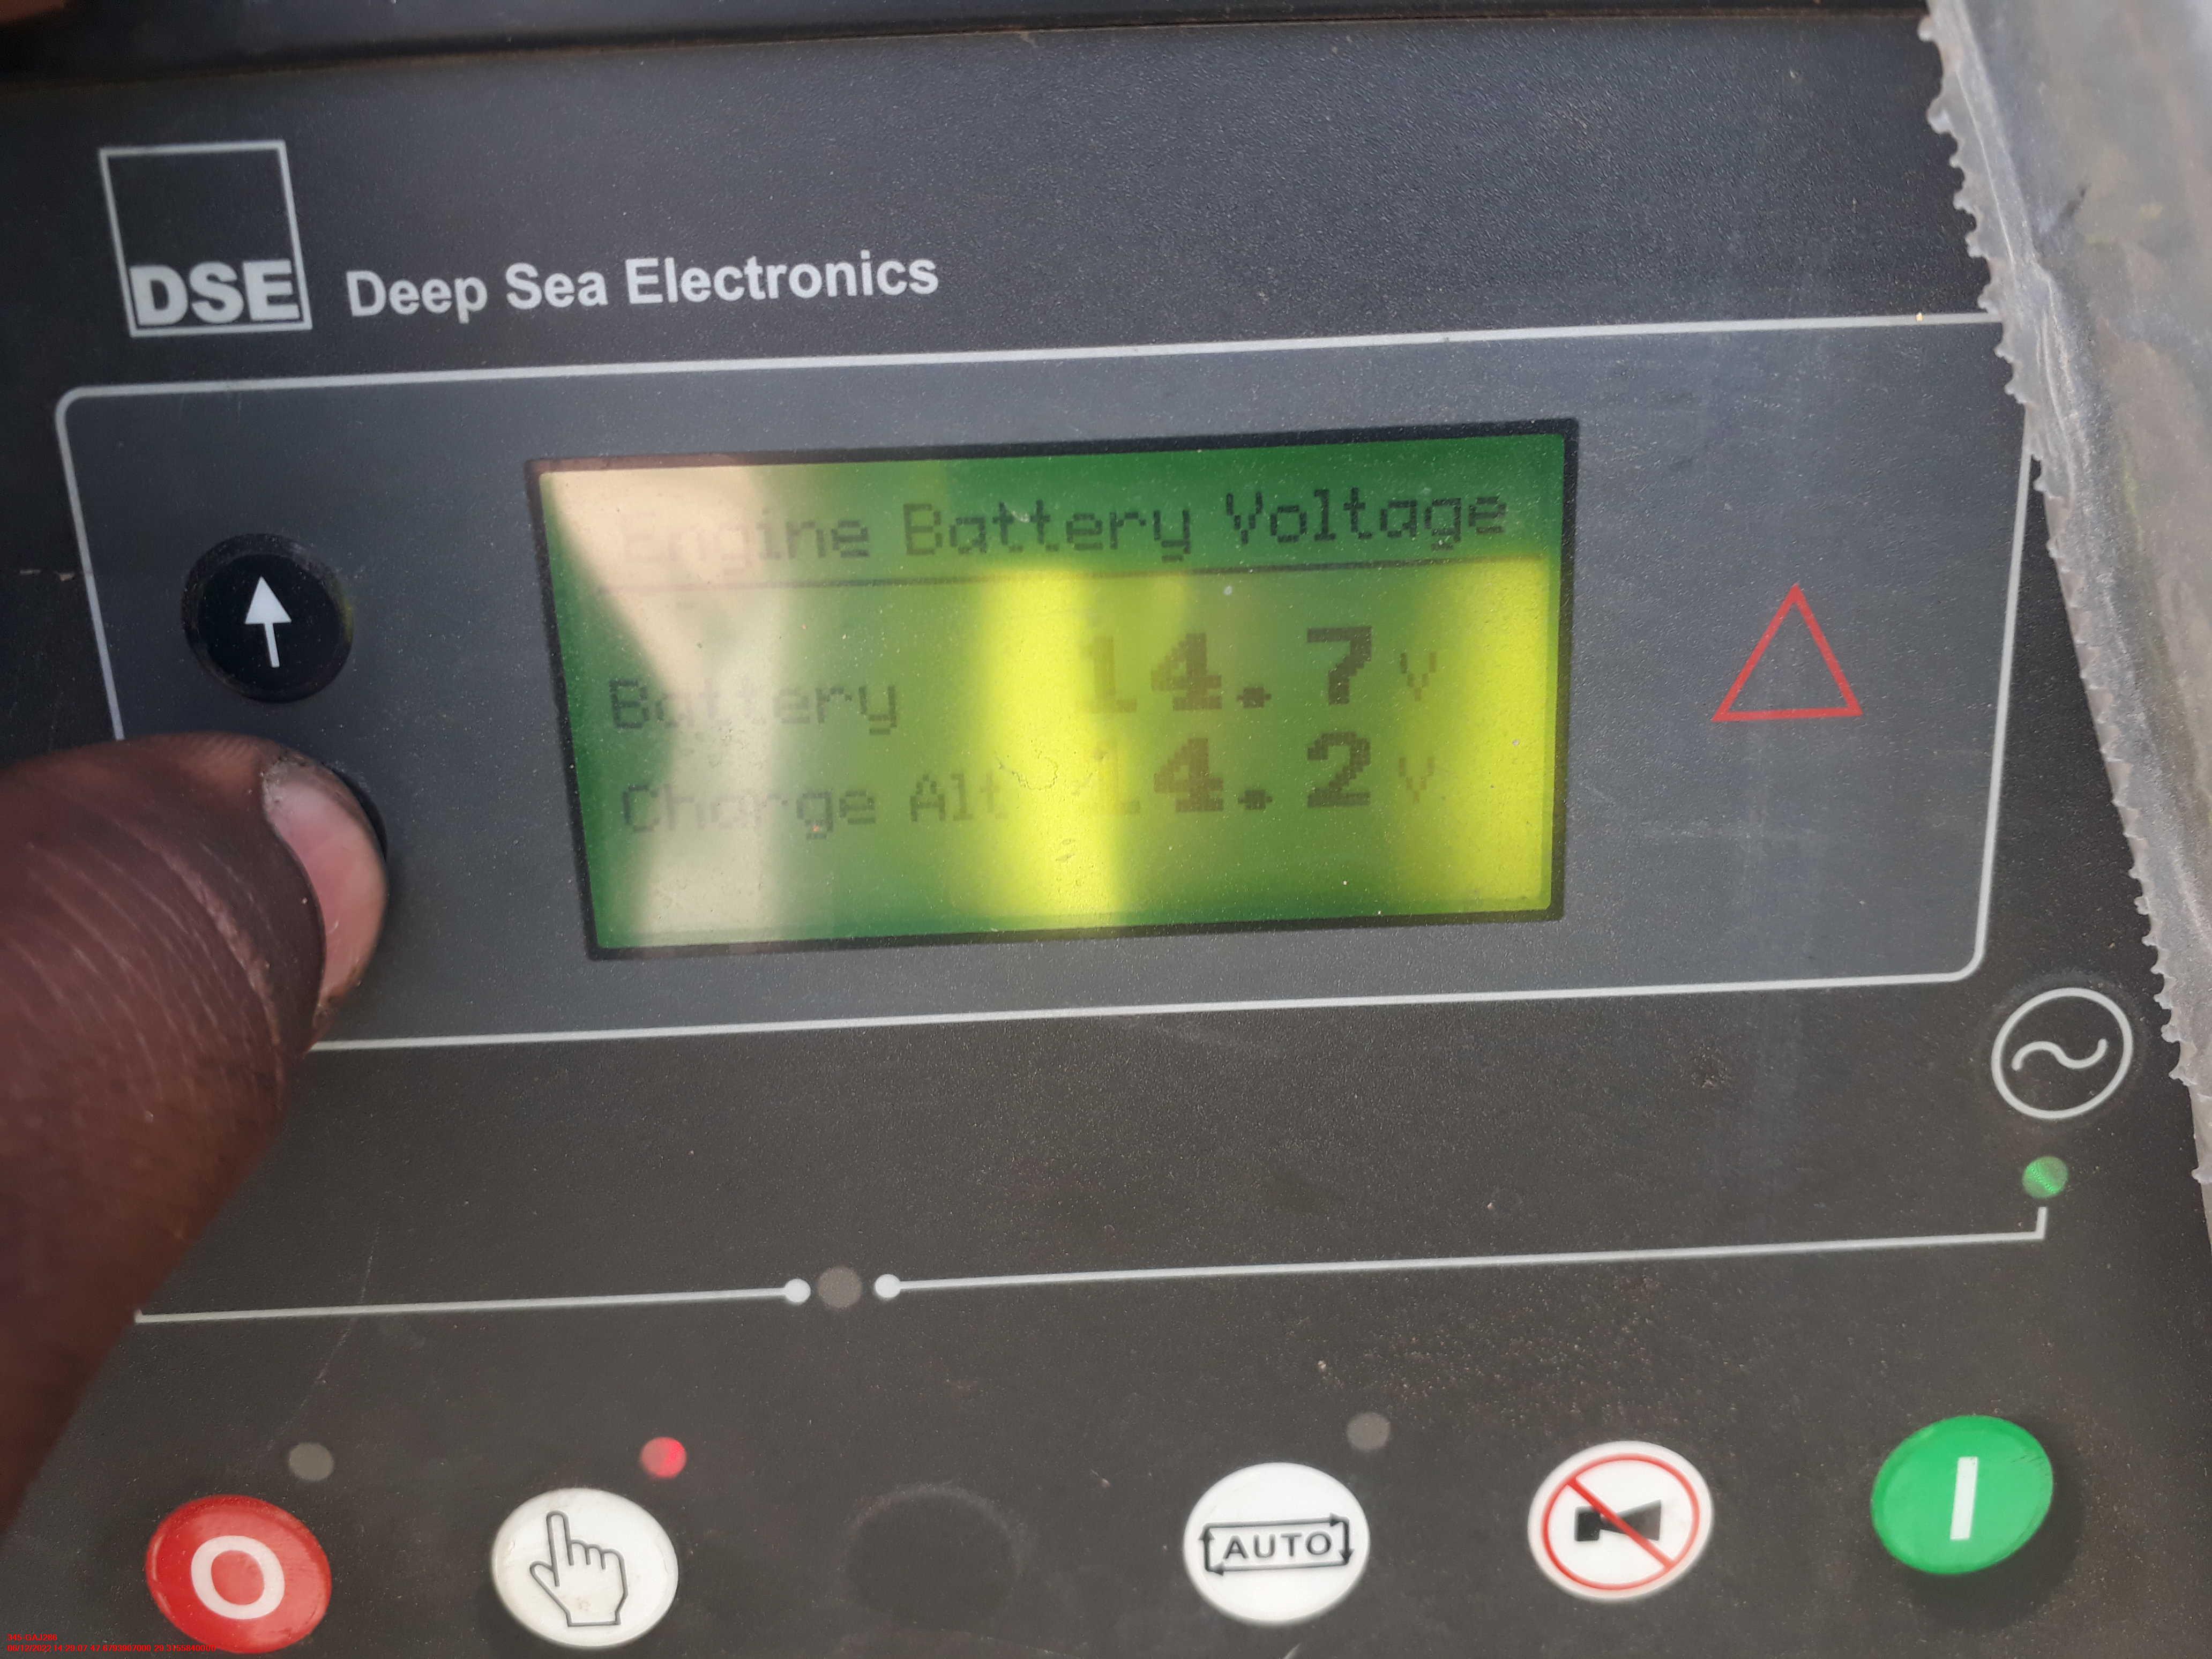 DSE Deep Sea Electronics
Engine Battery Voltage
Battery 14.7 V
Charge Alt 14.2 V
AUTO